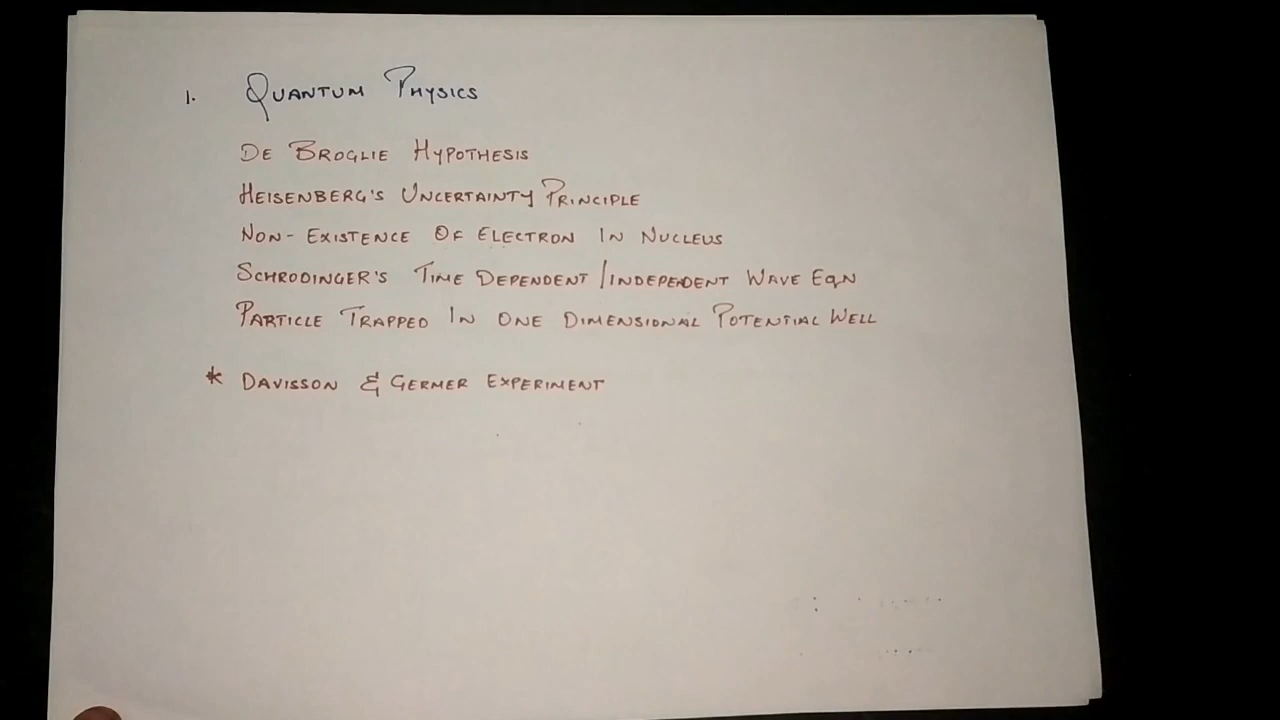 1. QUANTUM PHYSICS
DE BROGLIE HYPOTHESIS
HEISENBERG'S UNCERTAINTY PRINCIPLE
NON-EXISTENCE OF ELECTRON IN NUCLEUS
SCHRODINGER'S TIME DEPENDENT/INDEPENDENT WAVE EQN
PARTICLE TRAPPED IN ONE DIMENSIONAL POTENTIAL WELL
* DAVISSON & GERMER EXPERIMENT